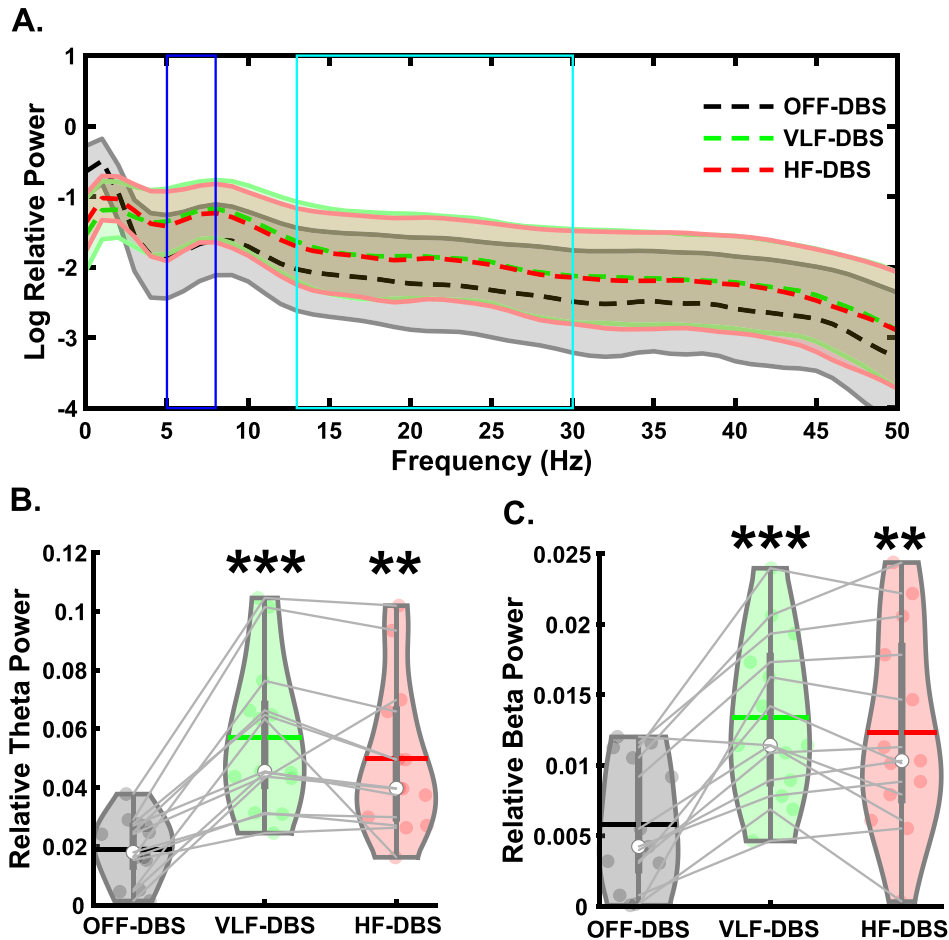 A.
Log Relative Power
1
0
-1
-2
-3
-4
0 5 10 15 20 25 30 35 40 45 50
Frequency (Hz)
OFF-DBS
VLF-DBS
HF-DBS
B.
Relative Theta Power
0.12
0.1
0.08
0.06
0.04
0.02
0
*** **
OFF-DBS VLF-DBS HF-DBS
C.
Relative Beta Power
0.025
0.02
0.015
0.01
0.005
0
*** **
OFF-DBS VLF-DBS HF-DBS